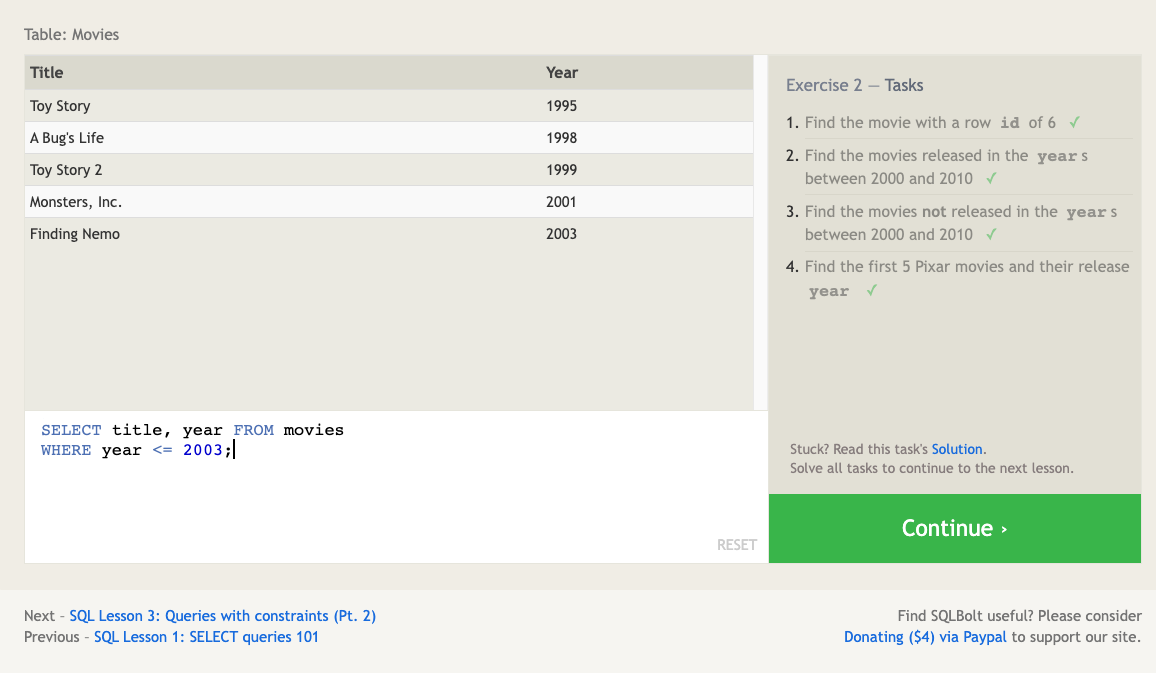 Table: Movies
Title Year
Toy Story 1995
A Bug's Life 1998
Toy Story 2 1999
Monsters, Inc. 2001
Finding Nemo 2003
SELECT title, year FROM movies
WHERE year <= 2003;
RESET
Exercise 2 — Tasks
1. Find the movie with a row id of 6 ✓
2. Find the movies released in the year s
between 2000 and 2010 ✓
3. Find the movies not released in the year s
between 2000 and 2010 ✓
4. Find the first 5 Pixar movies and their release
year ✓
Stuck? Read this task's Solution.
Solve all tasks to continue to the next lesson.
Continue ›
Next – SQL Lesson 3: Queries with constraints (Pt. 2)
Previous – SQL Lesson 1: SELECT queries 101
Find SQLBolt useful? Please consider
Donating ($4) via Paypal to support our site.